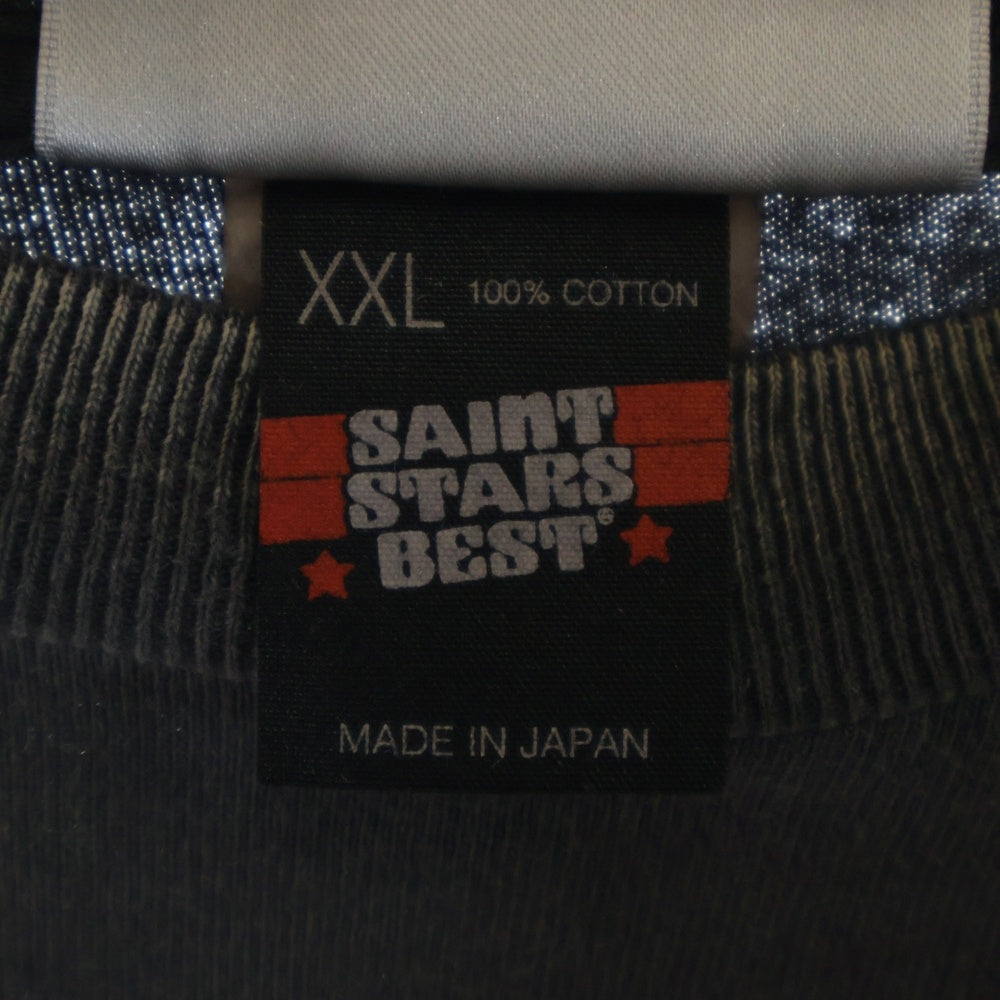 XXL 100% COTTON
SAINT
STARS
BEST®
MADE IN JAPAN